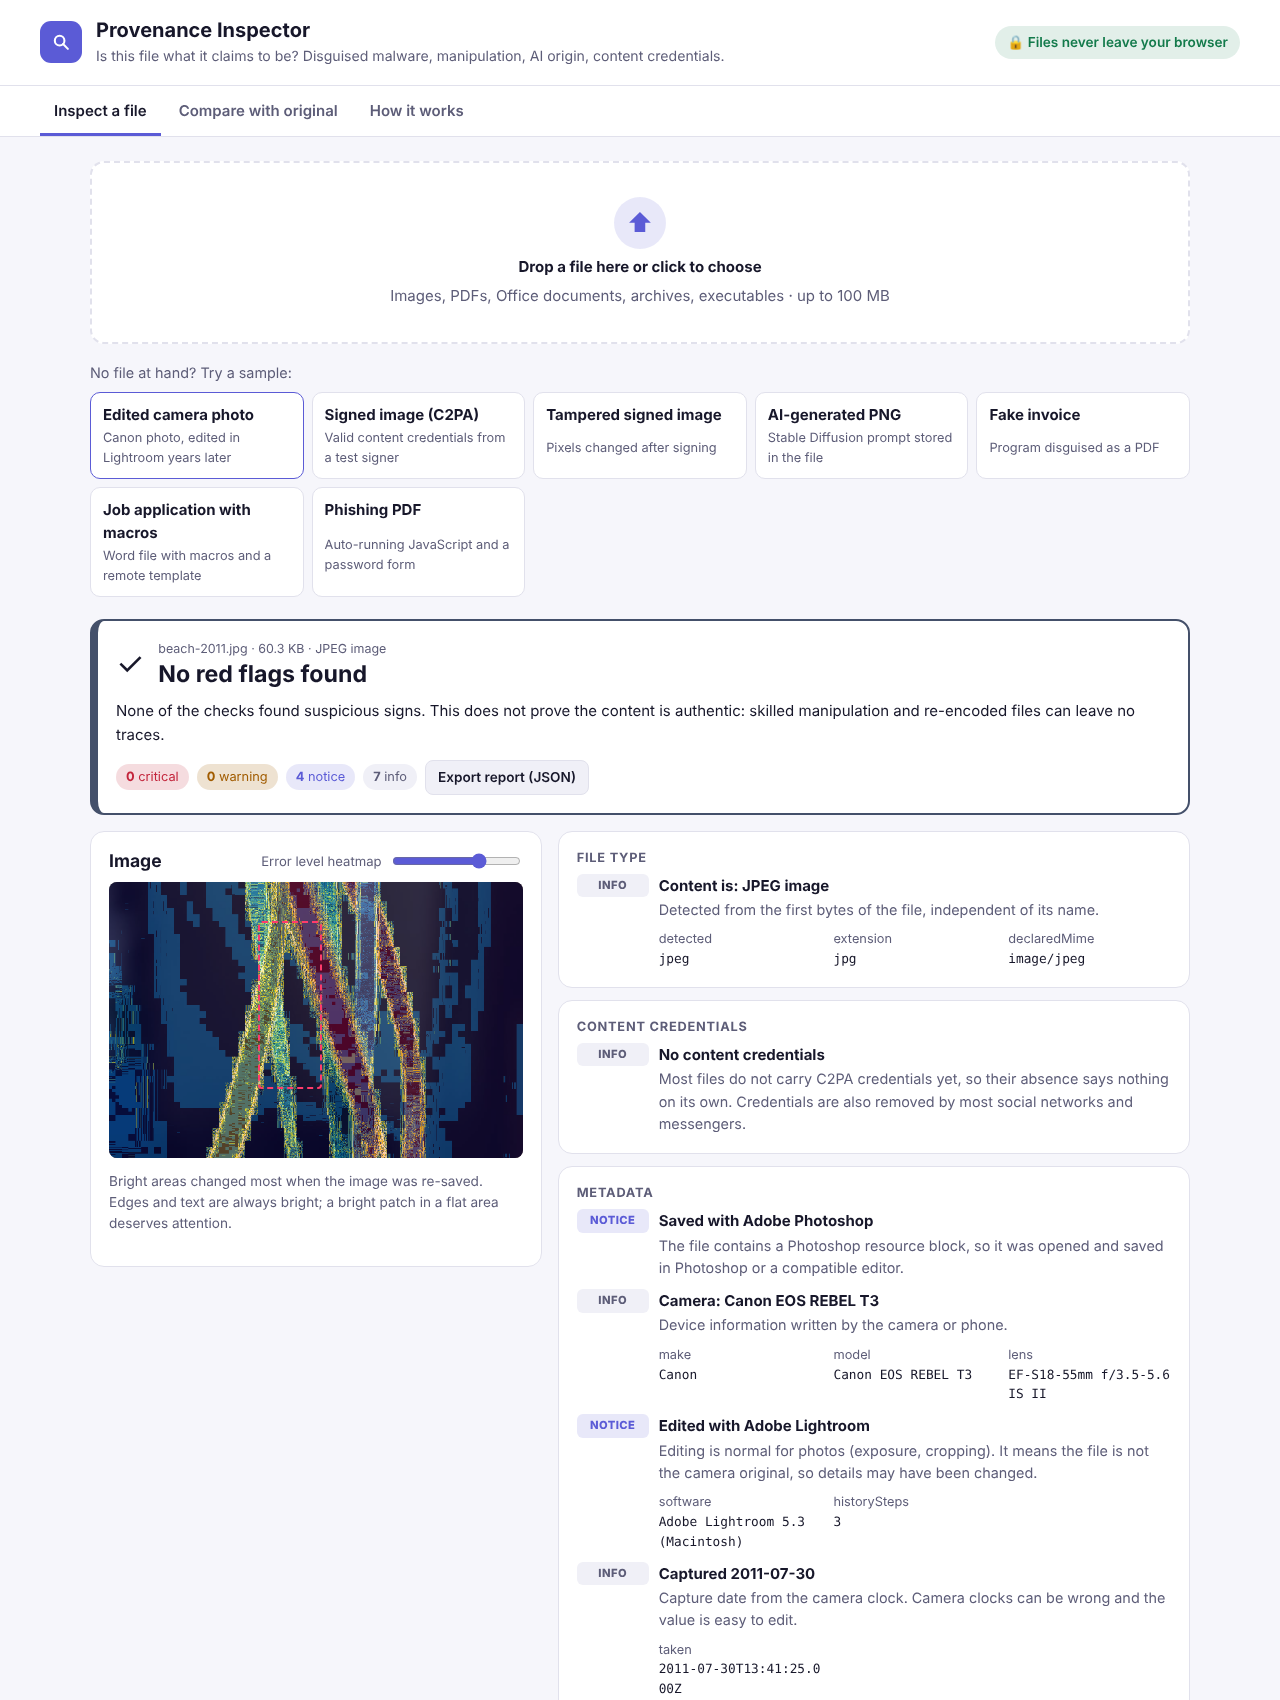 Provenance Inspector
Is this file what it claims to be? Disguised malware, manipulation, AI origin, content credentials.
🔒 Files never leave your browser
Inspect a file
Compare with original
How it works
Drop a file here or click to choose
Images, PDFs, Office documents, archives, executables · up to 100 MB
No file at hand? Try a sample:
Edited camera photo
Canon photo, edited in
Lightroom years later
Signed image (C2PA)
Valid content credentials from
a test signer
Tampered signed image
Pixels changed after signing
AI-generated PNG
Stable Diffusion prompt stored
in the file
Fake invoice
Program disguised as a PDF
Job application with
macros
Word file with macros and a
remote template
Phishing PDF
Auto-running JavaScript and a
password form
beach-2011.jpg · 60.3 KB · JPEG image
No red flags found
None of the checks found suspicious signs. This does not prove the content is authentic: skilled manipulation and re-encoded files can leave no
traces.
0 critical
0 warning
4 notice
7 info
Export report (JSON)
Image
Error level heatmap
Bright areas changed most when the image was re-saved.
Edges and text are always bright; a bright patch in a flat area
deserves attention.
FILE TYPE
INFO
Content is: JPEG image
Detected from the first bytes of the file, independent of its name.
detected
jpeg
extension
jpg
declaredMime
image/jpeg
CONTENT CREDENTIALS
INFO
No content credentials
Most files do not carry C2PA credentials yet, so their absence says nothing
on its own. Credentials are also removed by most social networks and
messengers.
METADATA
NOTICE
Saved with Adobe Photoshop
The file contains a Photoshop resource block, so it was opened and saved
in Photoshop or a compatible editor.
INFO
Camera: Canon EOS REBEL T3
Device information written by the camera or phone.
make
Canon
model
Canon EOS REBEL T3
lens
EF-S18-55mm f/3.5-5.6
IS II
NOTICE
Edited with Adobe Lightroom
Editing is normal for photos (exposure, cropping). It means the file is not
the camera original, so details may have been changed.
software
Adobe Lightroom 5.3
(Macintosh)
historySteps
3
INFO
Captured 2011-07-30
Capture date from the camera clock. Camera clocks can be wrong and the
value is easy to edit.
taken
2011-07-30T13:41:25.0
00Z